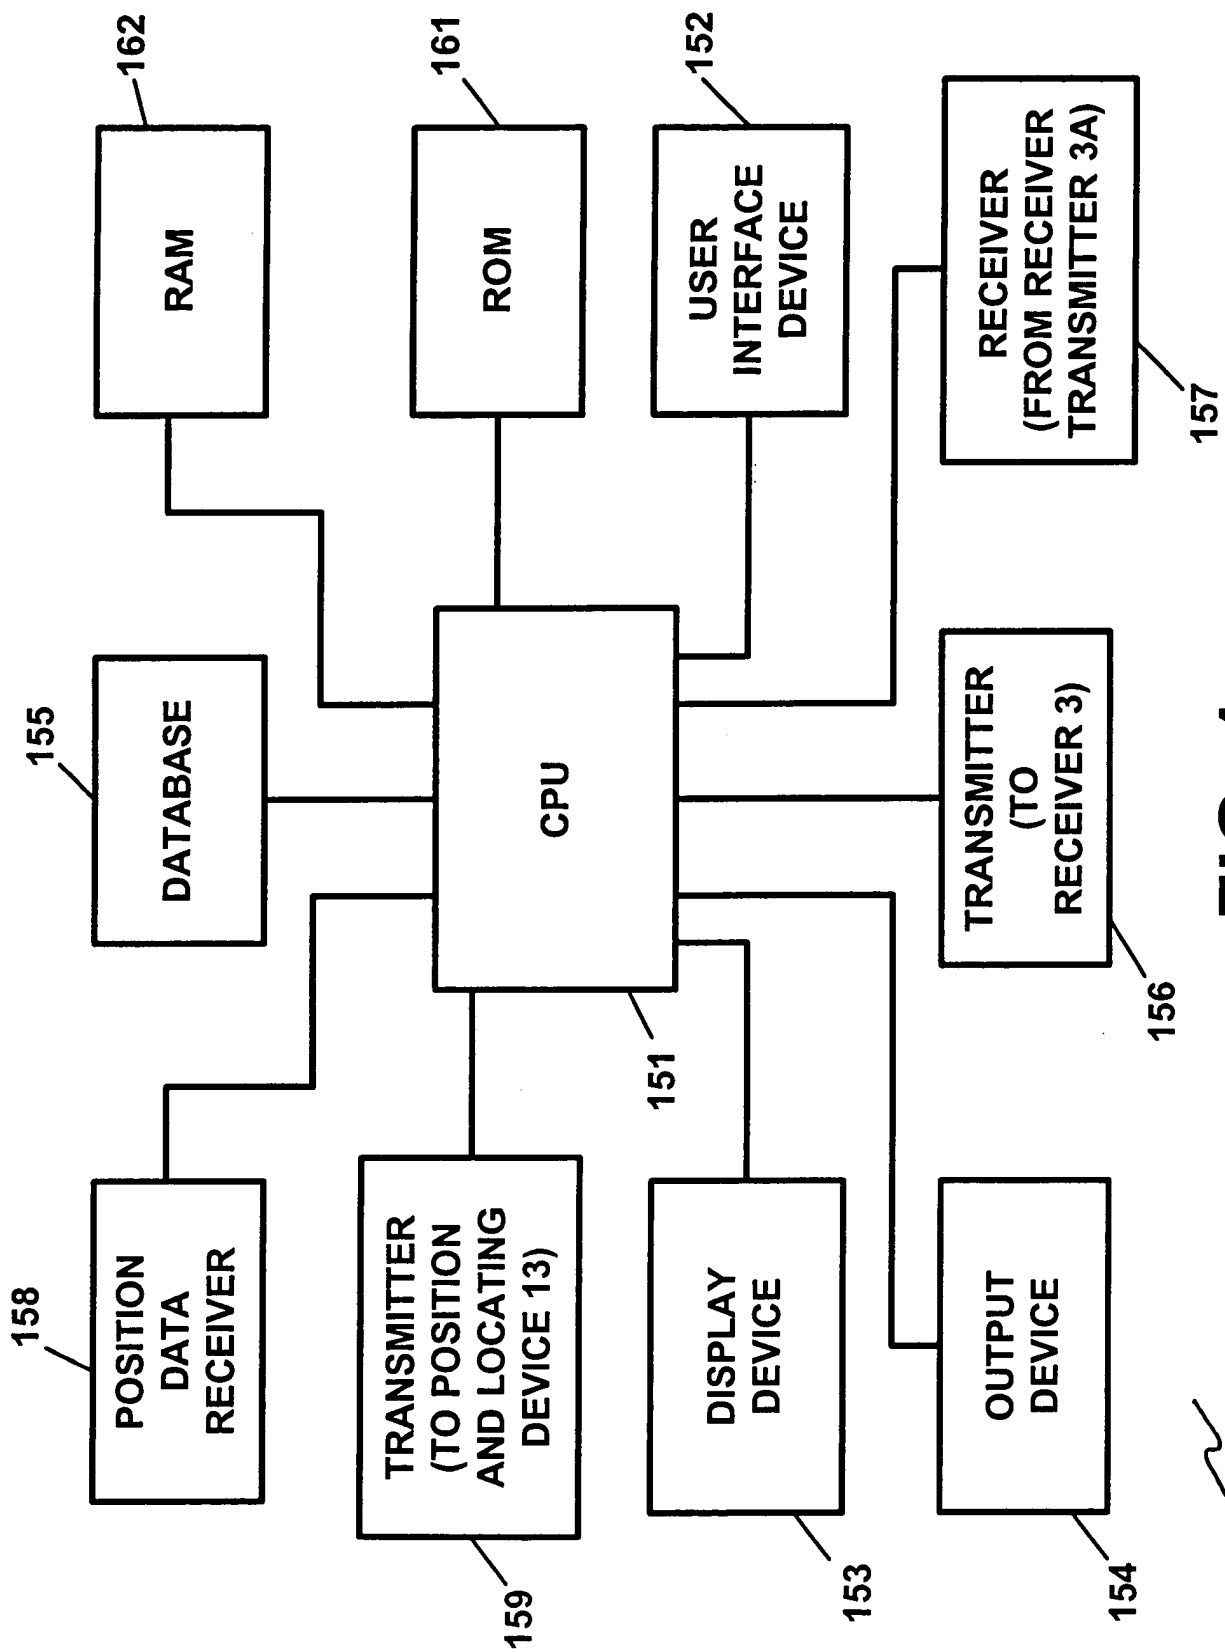 158
POSITION
DATA
RECEIVER
155
DATABASE
162
RAM
159
TRANSMITTER
(TO POSITION
AND LOCATING
DEVICE 13)
151
CPU
161
ROM
153
DISPLAY
DEVICE
152
USER
INTERFACE
DEVICE
154
OUTPUT
DEVICE
156
TRANSMITTER
(TO
RECEIVER 3)
157
RECEIVER
(FROM RECEIVER
TRANSMITTER 3A)